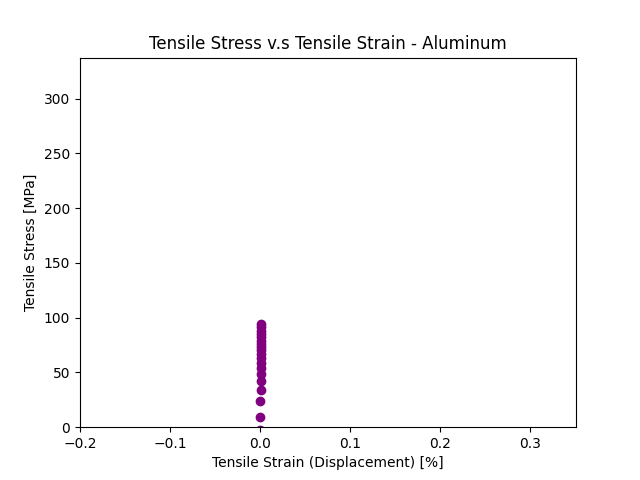 Tensile Stress v.s Tensile Strain - Aluminum
300
250
200
150
100
50
0
Tensile Stress [MPa]
−0.2 −0.1 0.0 0.1 0.2 0.3
Tensile Strain (Displacement) [%]